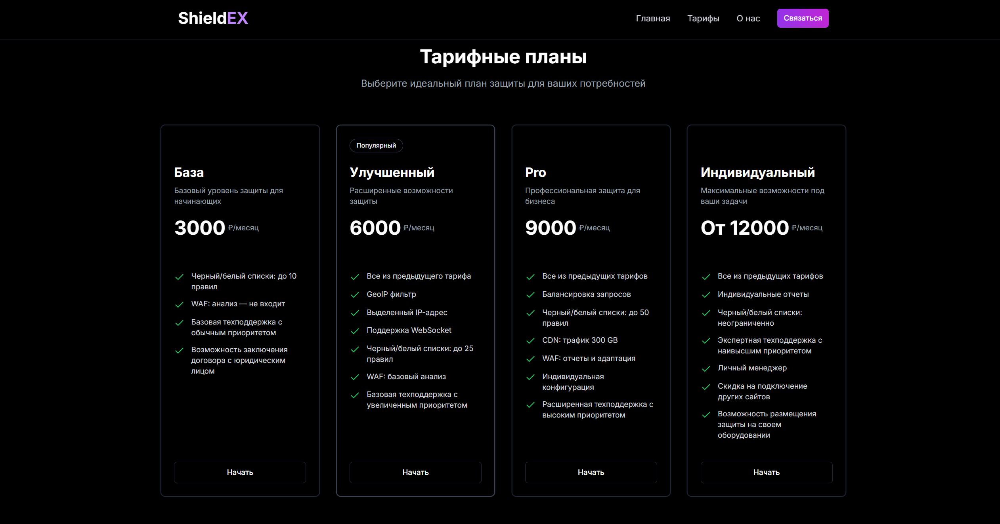 ShieldEX
Главная
Тарифы
О нас
Связаться
Тарифные планы
Выберите идеальный план защиты для ваших потребностей
База
Базовый уровень защиты для
начинающих
3000 ₽/месяц
Черный/белый списки: до 10
правил
WAF: анализ — не входит
Базовая техподдержка с
обычным приоритетом
Возможность заключения
договора с юридическим
лицом
Начать
Популярный
Улучшенный
Расширенные возможности
защиты
6000 ₽/месяц
Все из предыдущего тарифа
GeoIP фильтр
Выделенный IP-адрес
Поддержка WebSocket
Черный/белый списки: до 25
правил
WAF: базовый анализ
Базовая техподдержка с
увеличенным приоритетом
Начать
Pro
Профессиональная защита для
бизнеса
9000 ₽/месяц
Все из предыдущих тарифов
Балансировка запросов
Черный/белый списки: до 50
правил
CDN: трафик 300 GB
WAF: отчеты и адаптация
Индивидуальная
конфигурация
Расширенная техподдержка с
высоким приоритетом
Начать
Индивидуальный
Максимальные возможности под
ваши задачи
От 12000 ₽/месяц
Все из предыдущих тарифов
Индивидуальные отчеты
Черный/белый списки:
неограниченно
Экспертная техподдержка с
наивысшим приоритетом
Личный менеджер
Скидка на подключение
других сайтов
Возможность размещения
защиты на своем
оборудовании
Начать